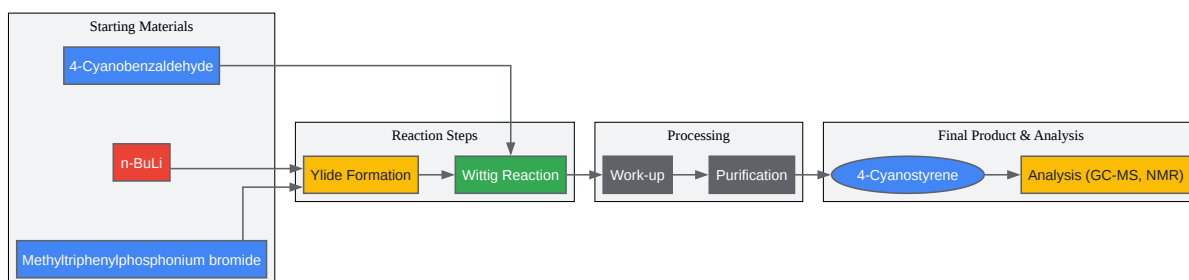 Starting Materials
4-Cyanobenzaldehyde
n-BuLi
Methyltriphenylphosphonium bromide
Reaction Steps
Ylide Formation
Wittig Reaction
Processing
Work-up
Purification
Final Product & Analysis
4-Cyanostyrene
Analysis (GC-MS, NMR)